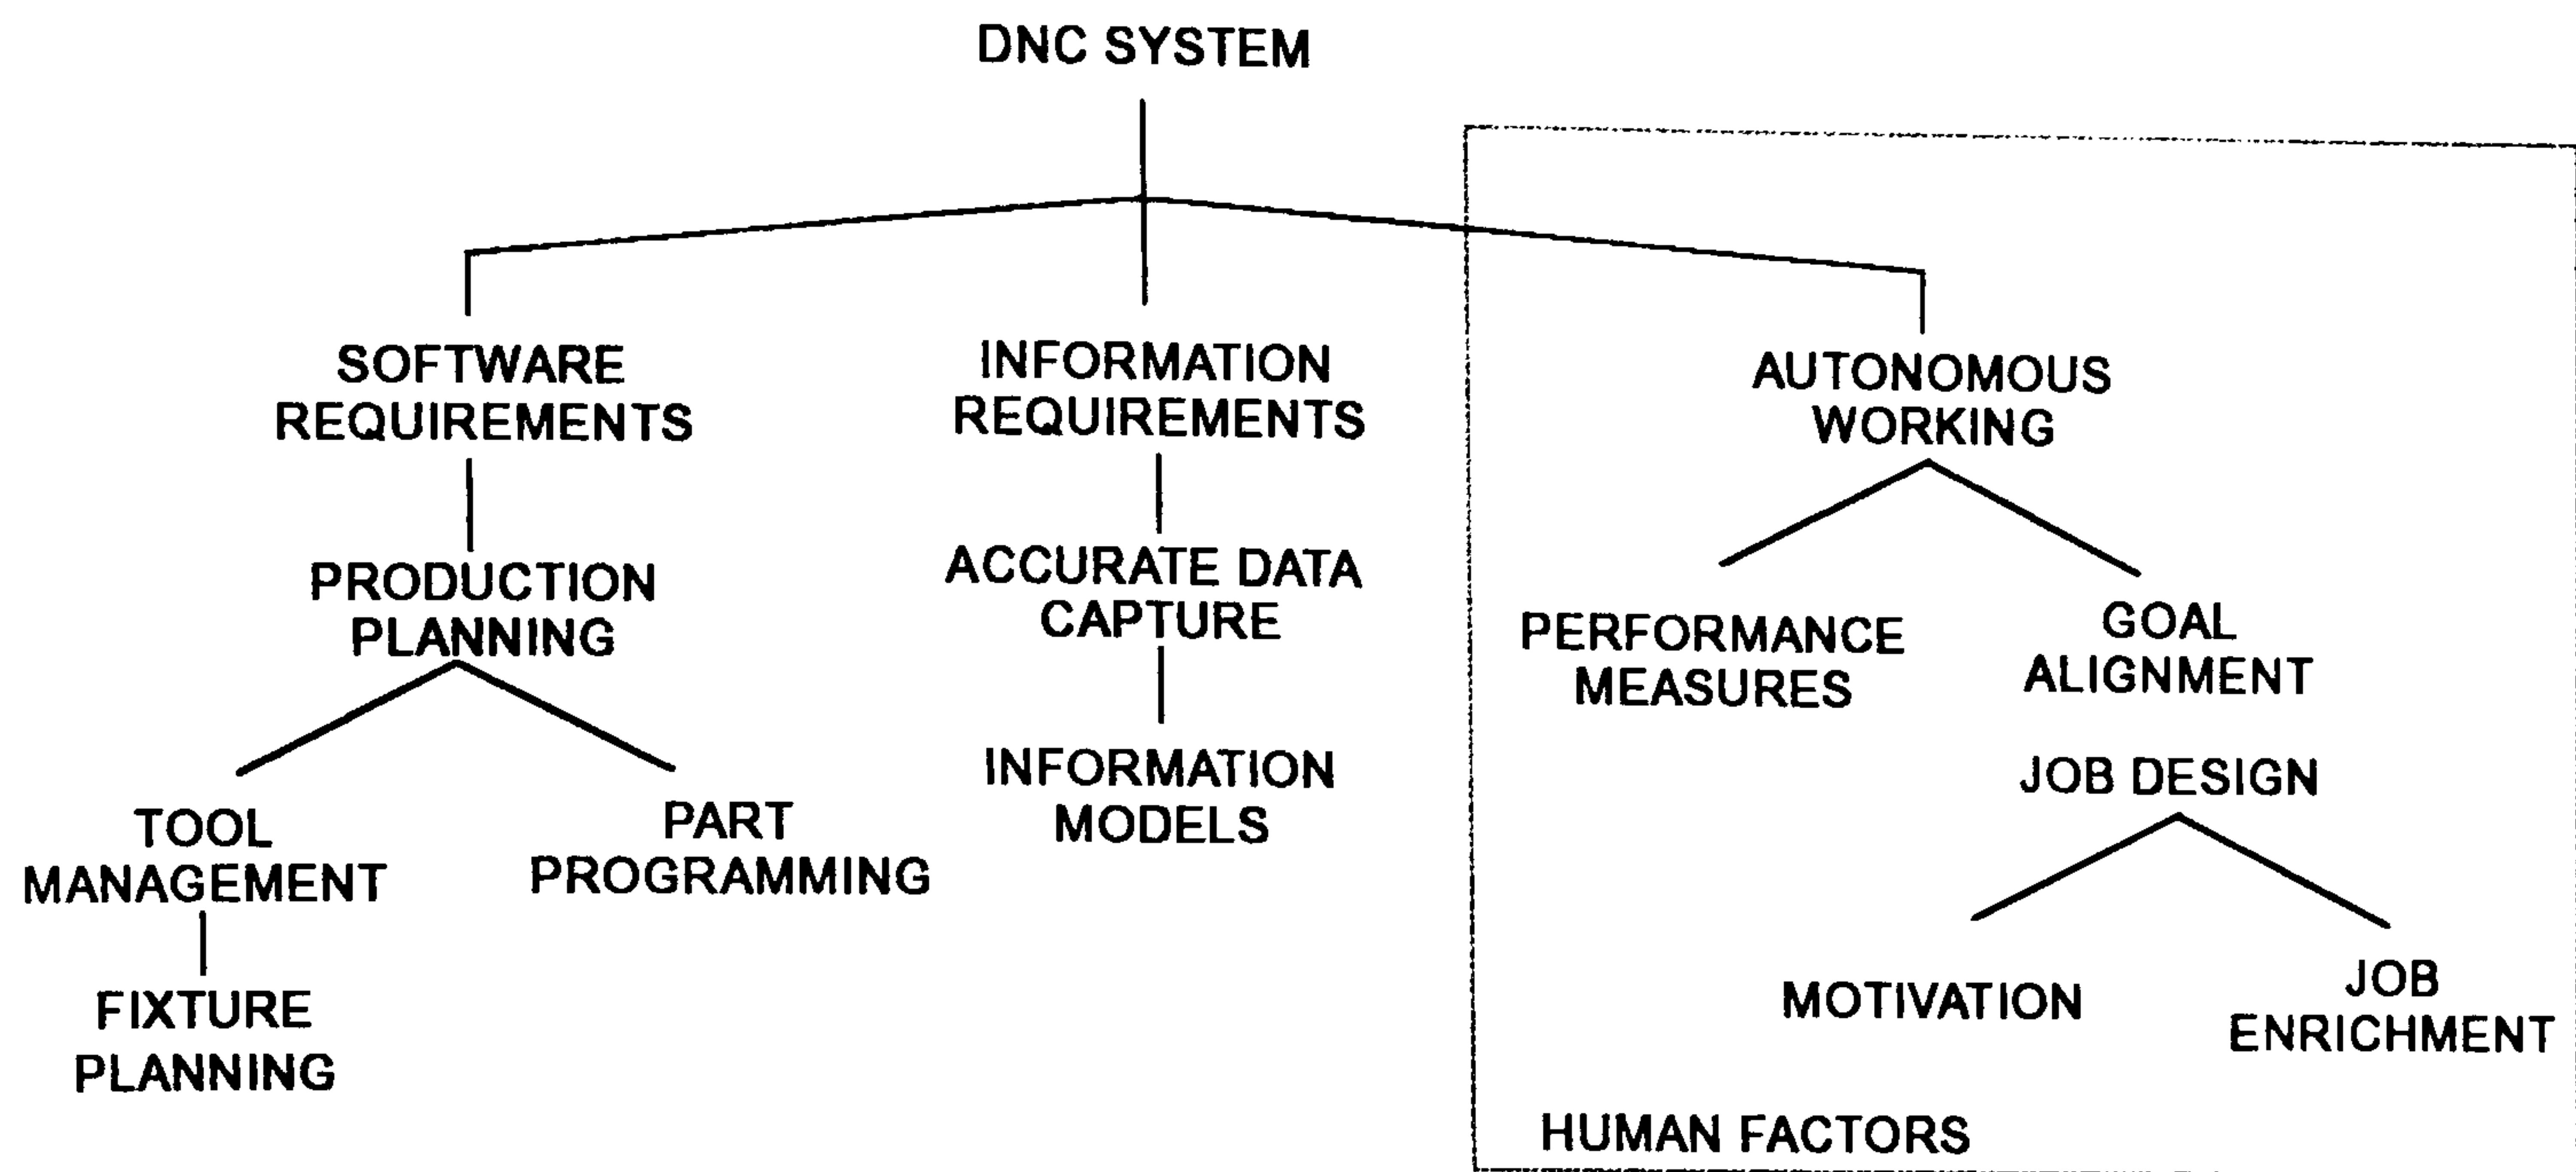 DNC SYSTEM
SOFTWARE
REQUIREMENTS
INFORMATION
REQUIREMENTS
AUTONOMOUS
WORKING
PRODUCTION
PLANNING
ACCURATE DATA
CAPTURE
PERFORMANCE
MEASURES
GOAL
ALIGNMENT
TOOL
MANAGEMENT
PART
PROGRAMMING
INFORMATION
MODELS
JOB DESIGN
FIXTURE
PLANNING
MOTIVATION
JOB
ENRICHMENT
HUMAN FACTORS